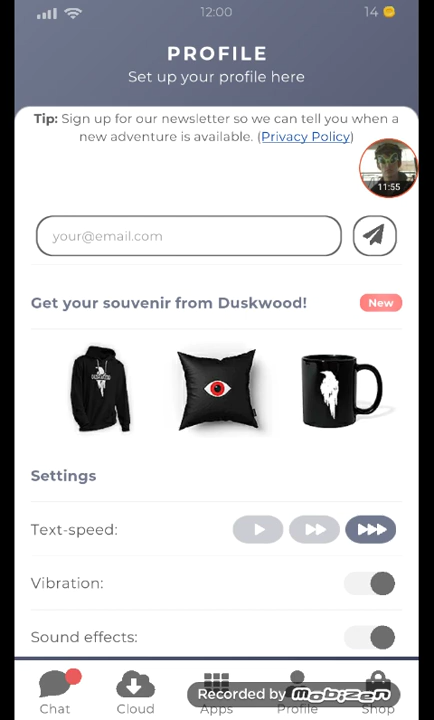 12:00
14
PROFILE
Set up your profile here
Tip: Sign up for our newsletter so we can tell you when a
new adventure is available. (Privacy Policy)
11:55
your@email.com
Get your souvenir from Duskwood!
New
DUSKWOOD
Settings
Text-speed:
Vibration:
Sound effects:
Chat
Cloud
Apps
Profile
Shop
Recorded by Mobizen